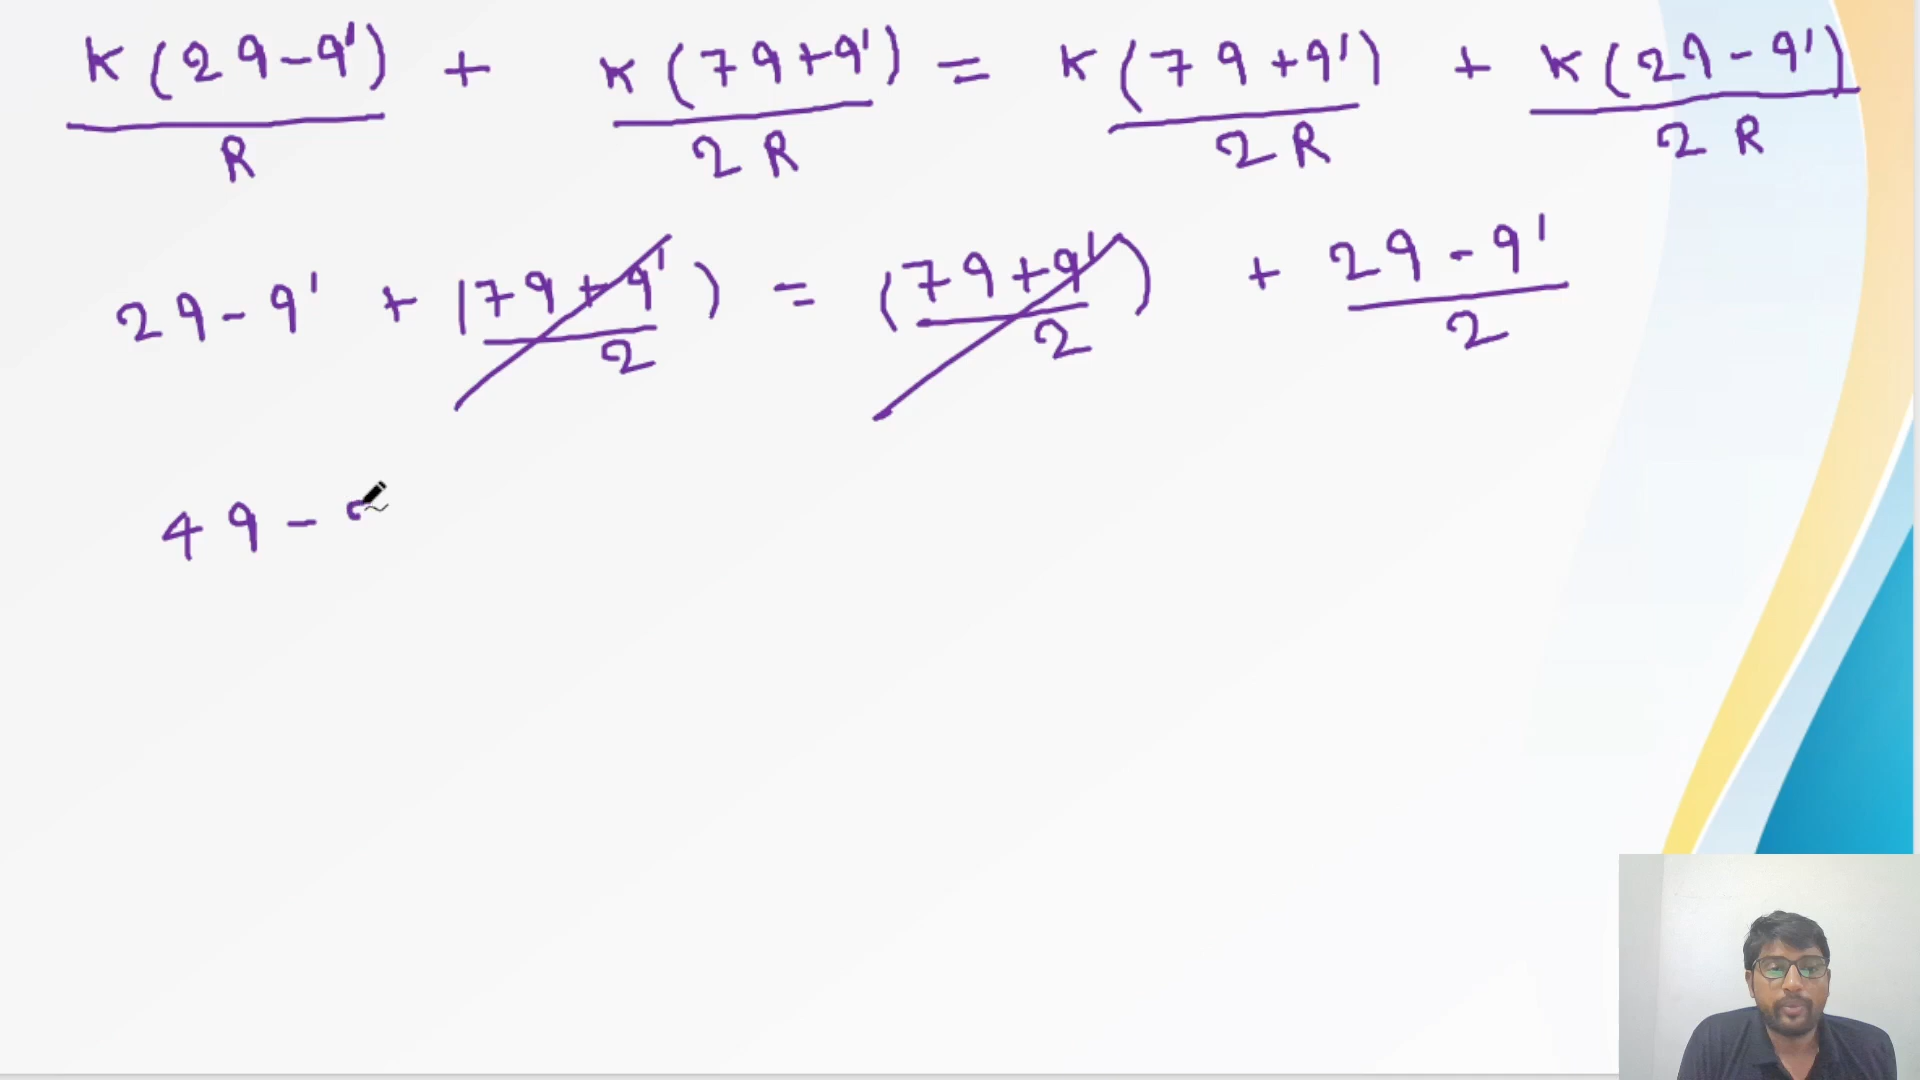 K(2q-q')/R + K(7q+q')/2R = K(7q+q')/2R + K(2q-q')/2R
2q-q' + (7q+q'/2) = (7q+q'/2) + 2q-q'/2
4q-